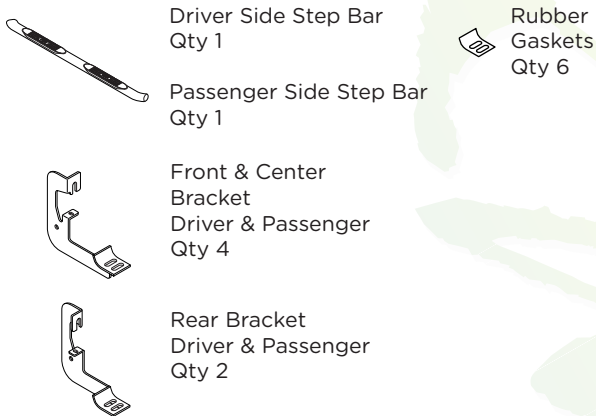 Driver Side Step Bar
Qty 1
Passenger Side Step Bar
Qty 1
Front & Center
Bracket
Driver & Passenger
Qty 4
Rear Bracket
Driver & Passenger
Qty 2
Rubber
Gaskets
Qty 6